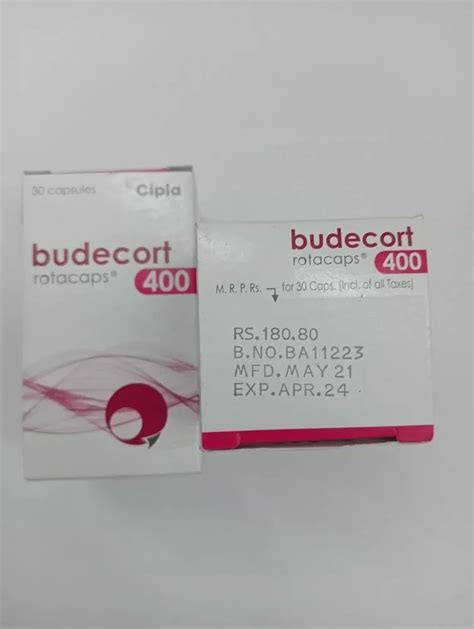 30 capsules Cipla
budecort
rotacaps® 400
budecort
rotacaps® 400
M. R. P. Rs. for 30 Caps. (Incl. of all Taxes)
RS.180.80
B.NO.BA11223
MFD.MAY 21
EXP.APR.24